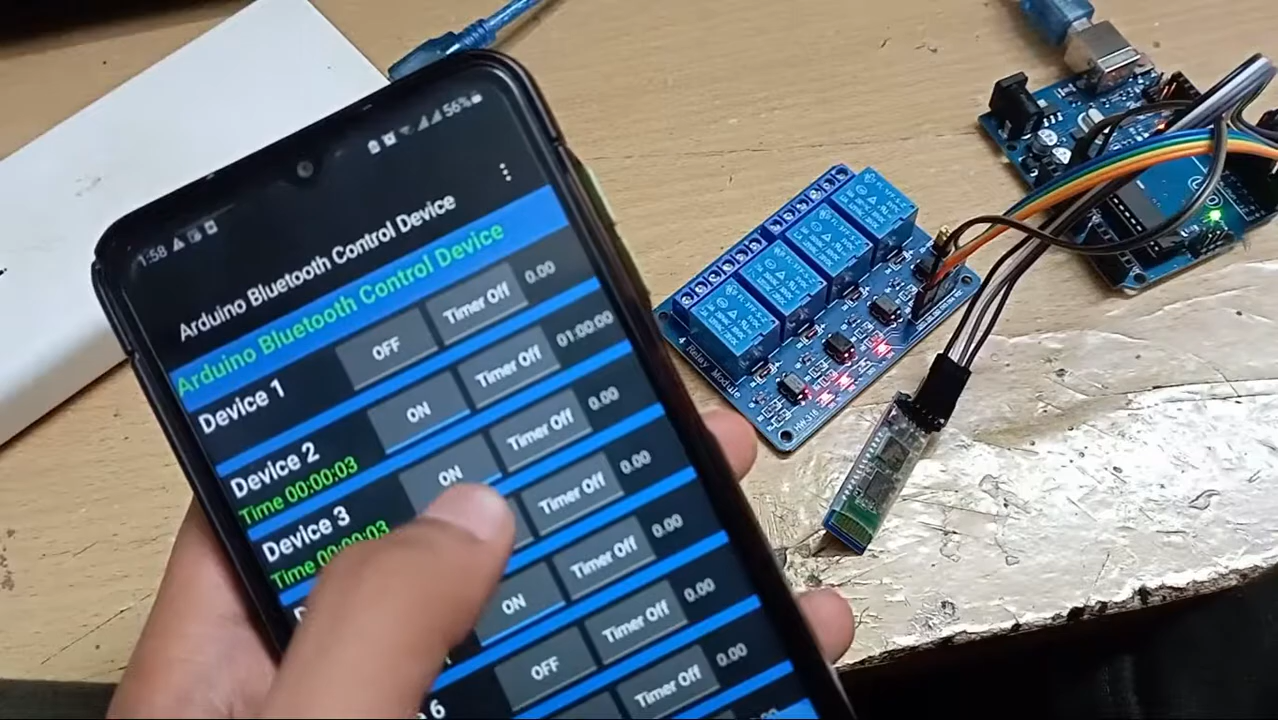 1:58
56%
Arduino Bluetooth Control Device
Arduino Bluetooth Control Device
Device 1
OFF
Timer Off
0.00
Device 2
ON
Timer Off
01:00:00
Time 00:00:03
Device 3
ON
Timer Off
0.00
Time 00:00:03
Timer Off
0.00
ON
Timer Off
0.00
6
OFF
Timer Off
0.00
Timer Off
0.00
4 Relay Module
HW-316